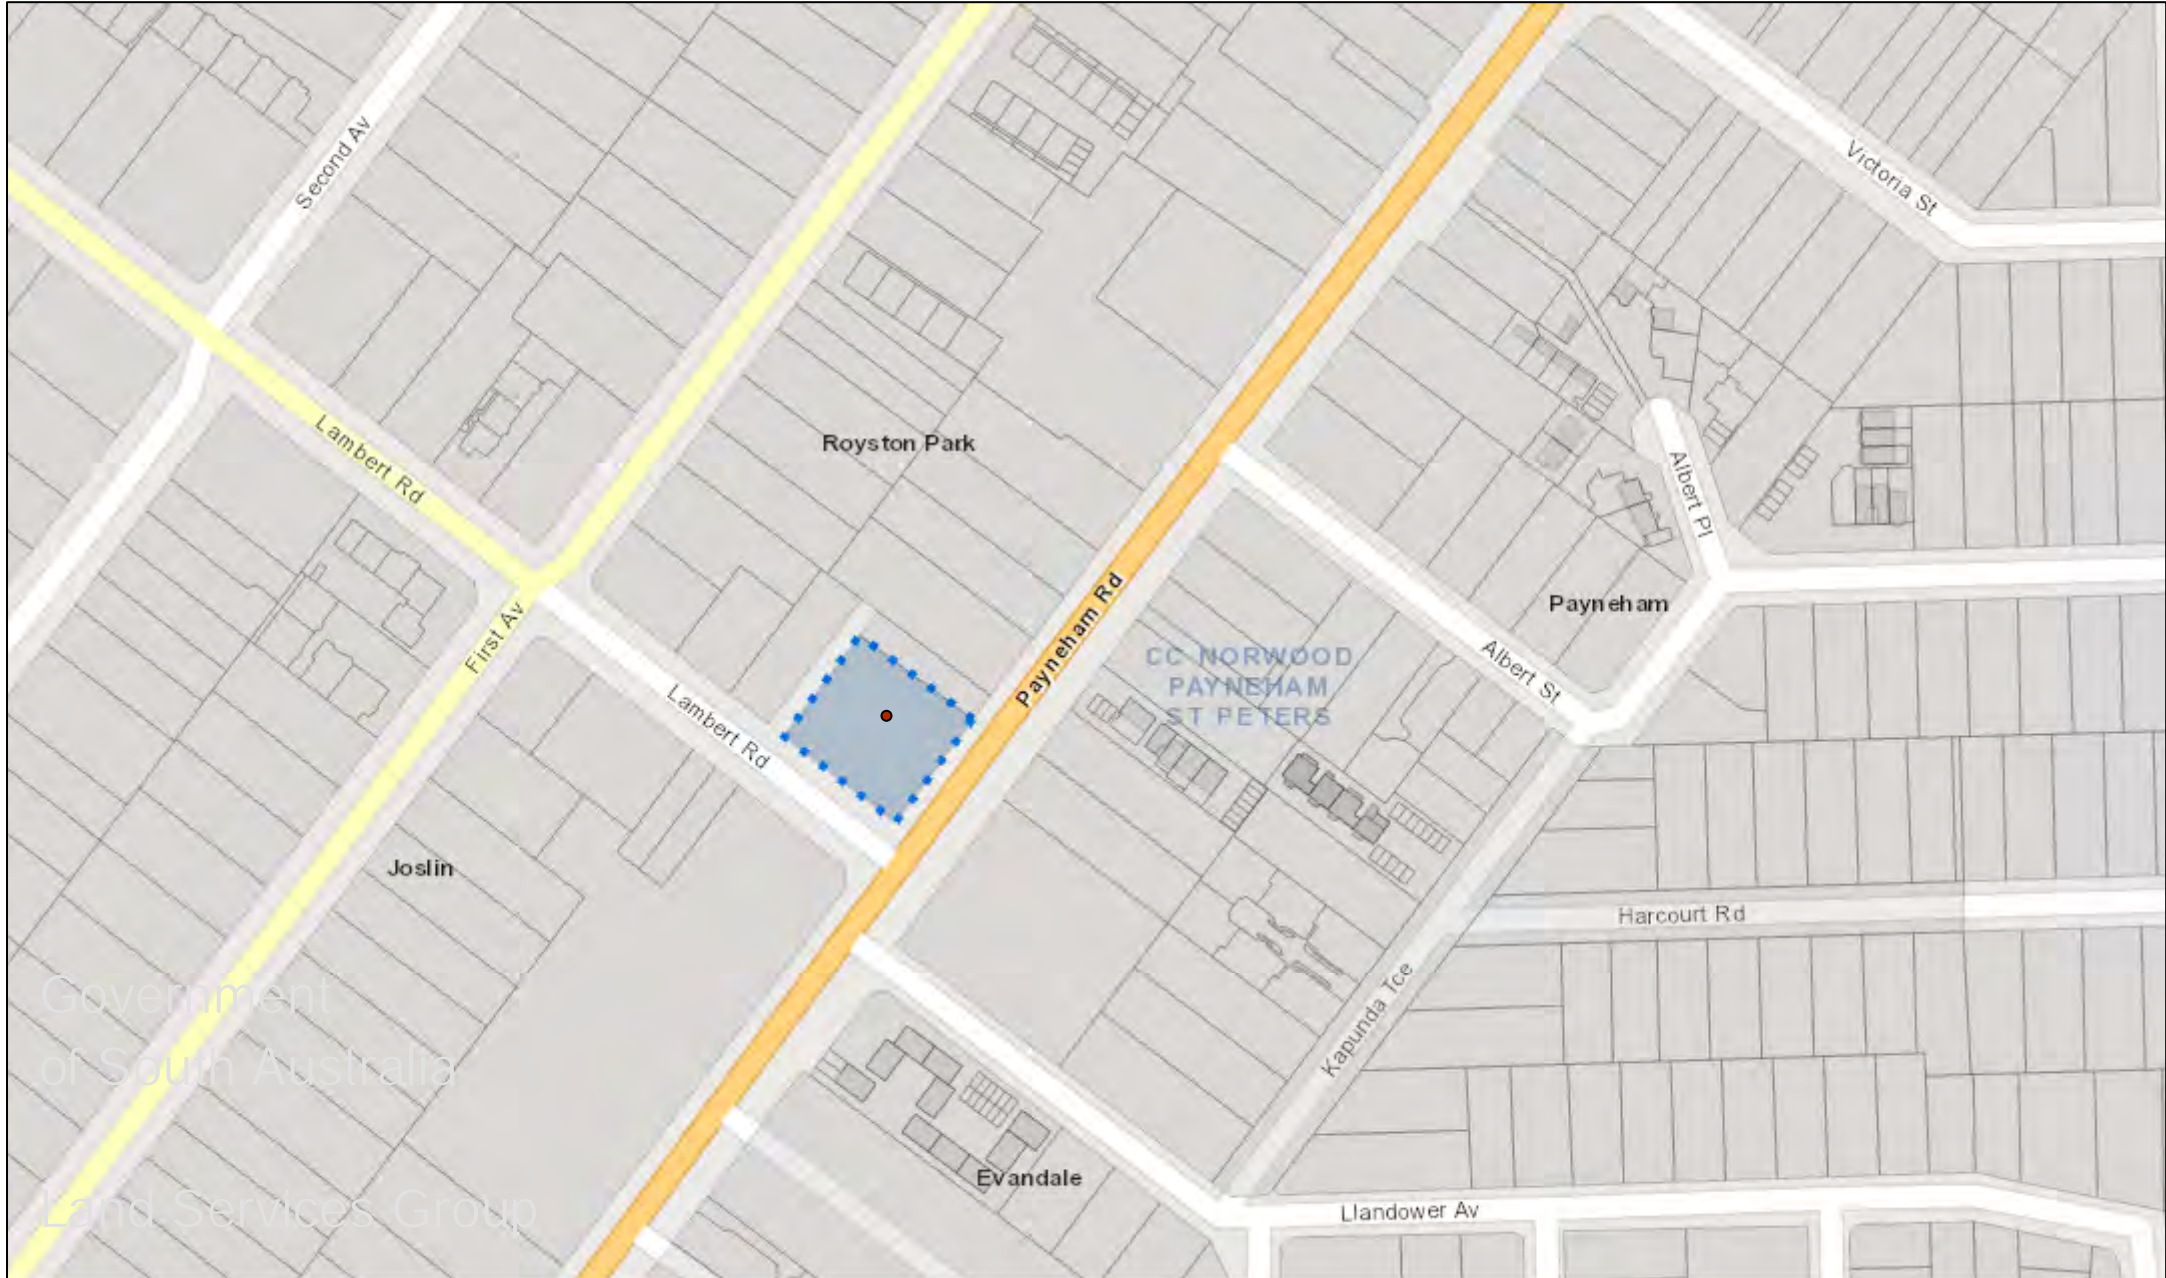 Second Av
Victoria St
Lambert Rd
Royston Park
Albert Pl
First Av
Payneham Rd
Payneham
CC NORWOOD
PAYNEHAM
ST PETERS
Albert St
Lambert Rd
Joslin
Harcourt Rd
Kapunda Tce
Government
of South Australia
Evandale
Land Services Group
Llandower Av